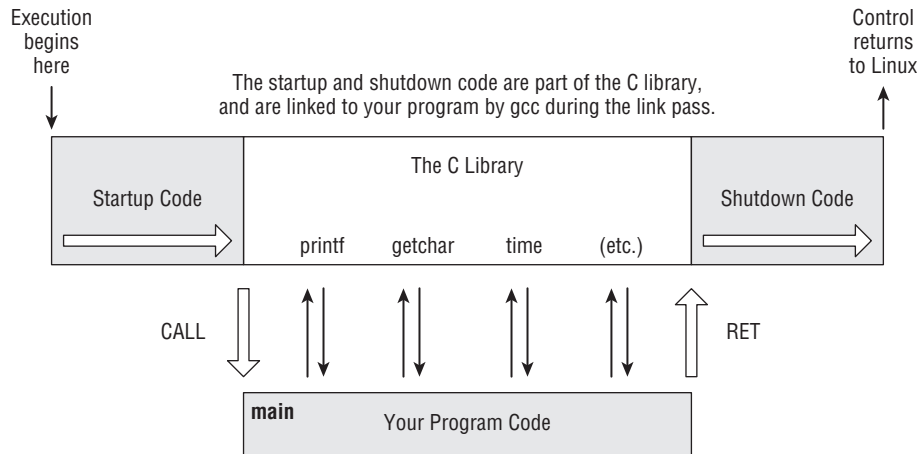 Execution
begins
here
Control
returns
to Linux
The startup and shutdown code are part of the C library,
and are linked to your program by gcc during the link pass.
The C Library
Startup Code
Shutdown Code
printf getchar time (etc.)
CALL
RET
main
Your Program Code